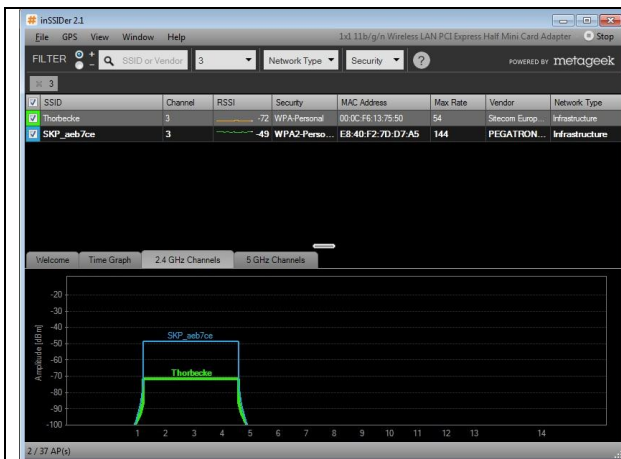 inSSIDer 2.1
File GPS View Window Help 1x1 11b/g/n Wireless LAN PCI Express Half Mini Card Adapter Stop
FILTER + - SSID or Vendor 3 Network Type Security ? POWERED BY metageek
3
SSID Channel RSSI Security MAC Address Max Rate Vendor Network Type
Thorbecke 3 -72 WPA-Personal 00:0C:F6:13:75:50 54 Sitecom Europ... Infrastructure
SKP_aeb7ce 3 -49 WPA2-Perso... E8:40:F2:7D:D7:A5 144 PEGATRON... Infrastructure
Welcome Time Graph 2.4 GHz Channels 5 GHz Channels
Amplitude [dBm]
-20
-30
-40
-50
-60
-70
-80
-90
-100
SKP_aeb7ce
Thorbecke
1 2 3 4 5 6 7 8 9 10 11 12 13 14
2 / 37 AP(s)